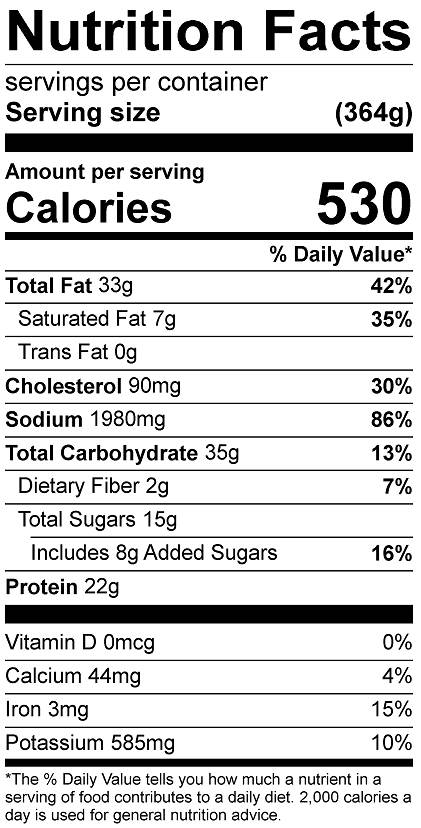 Nutrition Facts
servings per container
Serving size (364g)
Amount per serving
Calories 530
% Daily Value*
Total Fat 33g 42%
Saturated Fat 7g 35%
Trans Fat 0g
Cholesterol 90mg 30%
Sodium 1980mg 86%
Total Carbohydrate 35g 13%
Dietary Fiber 2g 7%
Total Sugars 15g
Includes 8g Added Sugars 16%
Protein 22g
Vitamin D 0mcg 0%
Calcium 44mg 4%
Iron 3mg 15%
Potassium 585mg 10%
*The % Daily Value tells you how much a nutrient in a
serving of food contributes to a daily diet. 2,000 calories a
day is used for general nutrition advice.